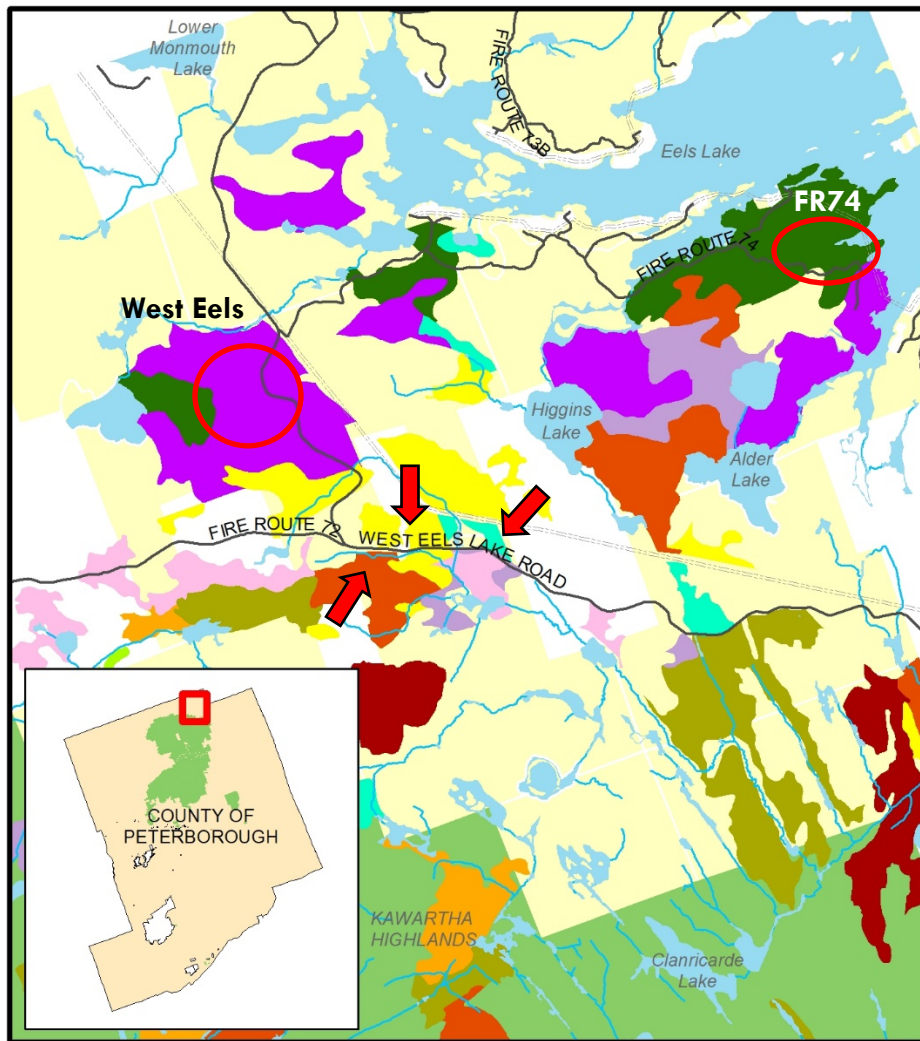 Lower
Monmouth
Lake
FIRE ROUTE 73B
Eels Lake
FR74
FIRE ROUTE 74
West Eels
Higgins
Lake
Alder
Lake
FIRE ROUTE 72
WEST EELS LAKE ROAD
COUNTY OF
PETERBOROUGH
KAWARTHA
HIGHLANDS
Clanricarde
Lake